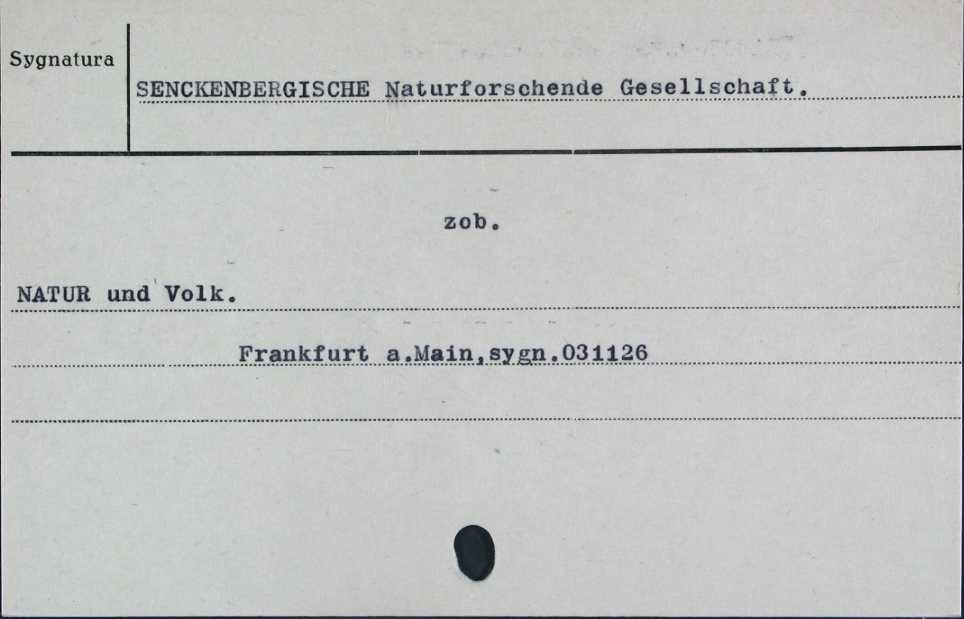 Sygnatura
SENCKENBERGISCHE Naturforschende Gesellschaft.
zob.
NATUR und Volk.
Frankfurt a.Main,sygn.031126